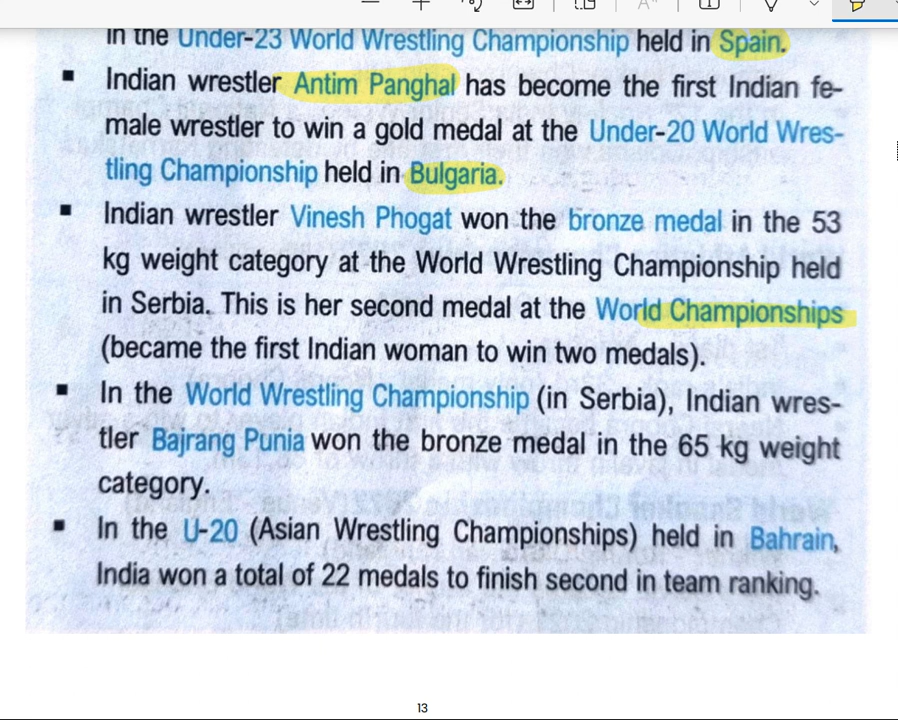 in the Under-23 World Wrestling Championship held in Spain.
▪ Indian wrestler Antim Panghal has become the first Indian fe-
male wrestler to win a gold medal at the Under-20 World Wres-
tling Championship held in Bulgaria.
▪ Indian wrestler Vinesh Phogat won the bronze medal in the 53
kg weight category at the World Wrestling Championship held
in Serbia. This is her second medal at the World Championships
(became the first Indian woman to win two medals).
▪ In the World Wrestling Championship (in Serbia), Indian wres-
tler Bajrang Punia won the bronze medal in the 65 kg weight
category.
▪ In the U-20 (Asian Wrestling Championships) held in Bahrain,
India won a total of 22 medals to finish second in team ranking.
13